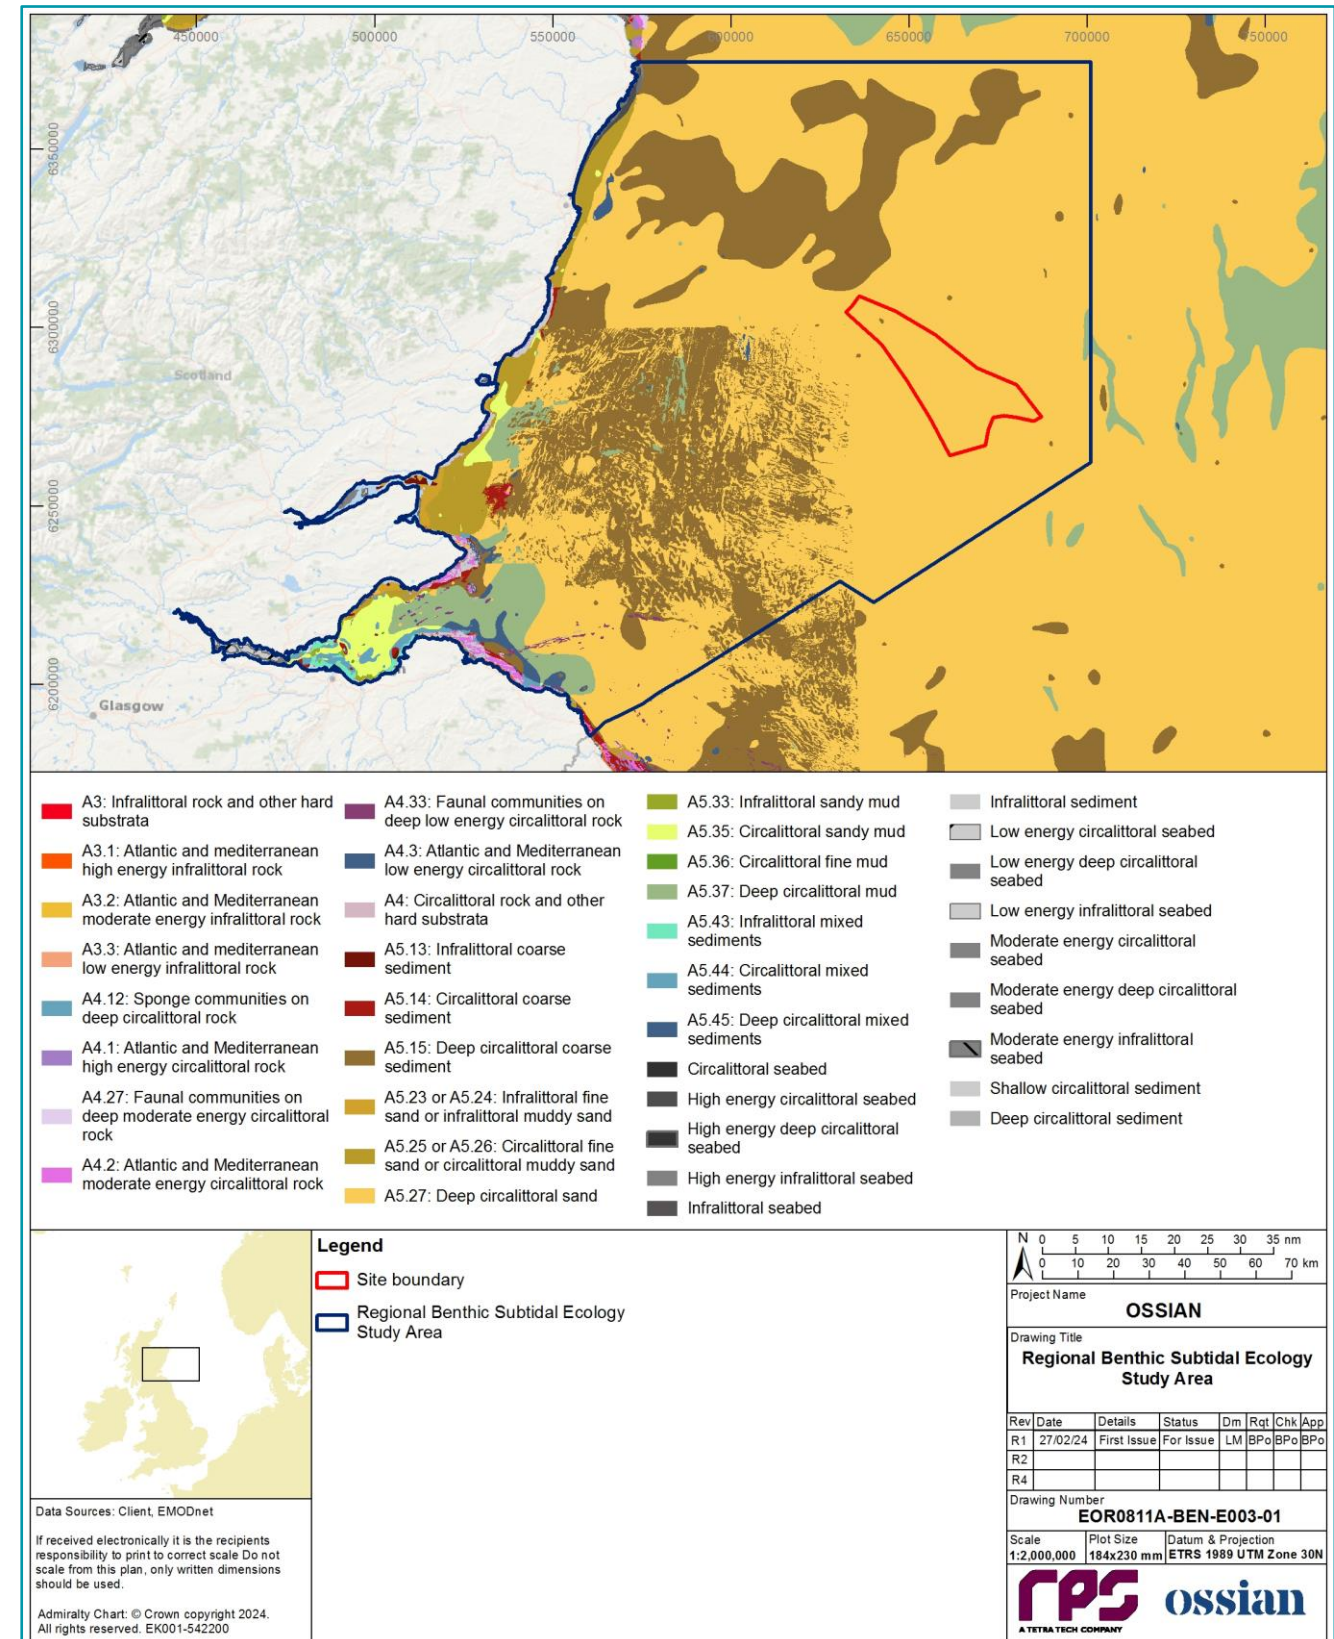 450000
500000
550000
600000
650000
700000
750000
6350000
6300000
6250000
6200000
Scotland
Glasgow
A3: Infralittoral rock and other hard
substrata
A3.1: Atlantic and mediterranean
high energy infralittoral rock
A3.2: Atlantic and Mediterranean
moderate energy infralittoral rock
A3.3: Atlantic and mediterranean
low energy infralittoral rock
A4.12: Sponge communities on
deep circalittoral rock
A4.1: Atlantic and Mediterranean
high energy circalittoral rock
A4.27: Faunal communities on
deep moderate energy circalittoral
rock
A4.2: Atlantic and Mediterranean
moderate energy circalittoral rock
A4.33: Faunal communities on
deep low energy circalittoral rock
A4.3: Atlantic and Mediterranean
low energy circalittoral rock
A4: Circalittoral rock and other
hard substrata
A5.13: Infralittoral coarse
sediment
A5.14: Circalittoral coarse
sediment
A5.15: Deep circalittoral coarse
sediment
A5.23 or A5.24: Infralittoral fine
sand or infralittoral muddy sand
A5.25 or A5.26: Circalittoral fine
sand or circalittoral muddy sand
A5.27: Deep circalittoral sand
A5.33: Infralittoral sandy mud
A5.35: Circalittoral sandy mud
A5.36: Circalittoral fine mud
A5.37: Deep circalittoral mud
A5.43: Infralittoral mixed
sediments
A5.44: Circalittoral mixed
sediments
A5.45: Deep circalittoral mixed
sediments
Circalittoral seabed
High energy circalittoral seabed
High energy deep circalittoral
seabed
High energy infralittoral seabed
Infralittoral seabed
Infralittoral sediment
Low energy circalittoral seabed
Low energy deep circalittoral
seabed
Low energy infralittoral seabed
Moderate energy circalittoral
seabed
Moderate energy deep circalittoral
seabed
Moderate energy infralittoral
seabed
Shallow circalittoral sediment
Deep circalittoral sediment
Legend
Site boundary
Regional Benthic Subtidal Ecology
Study Area
Data Sources: Client, EMODnet
If received electronically it is the recipients
responsibility to print to correct scale Do not
scale from this plan, only written dimensions
should be used.
Admiralty Chart: © Crown copyright 2024.
All rights reserved. EK001-542200
N 0 5 10 15 20 25 30 35 nm
0 10 20 30 40 50 60 70 km
Project Name
OSSIAN
Drawing Title
Regional Benthic Subtidal Ecology
Study Area
Rev Date Details Status Dm Rqt Chk App
R1 27/02/24 First Issue For Issue LM BPo BPo BPo
R2
R4
Drawing Number
EOR0811A-BEN-E003-01
Scale Plot Size Datum & Projection
1:2,000,000 184x230 mm ETRS 1989 UTM Zone 30N
rps ossian
A TETRA TECH COMPANY